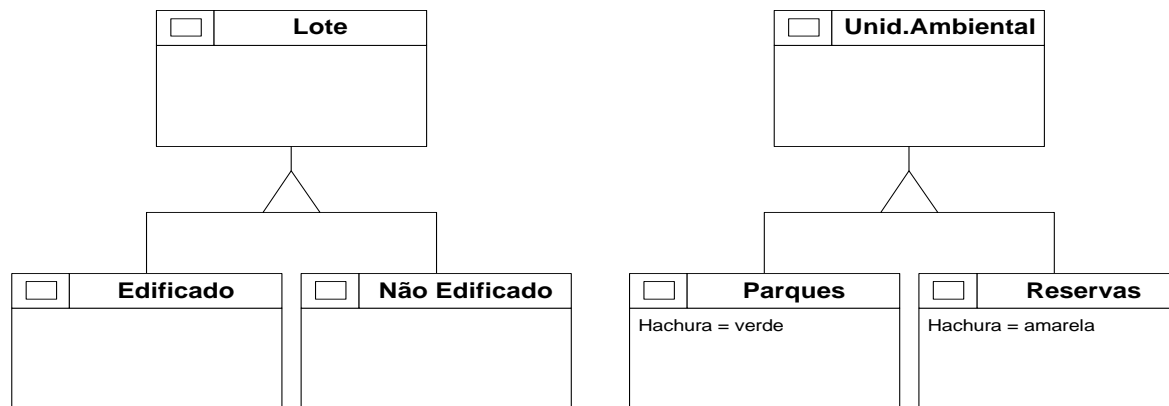 Lote
Unid.Ambiental
Edificado
Não Edificado
Parques
Reservas
Hachura = verde
Hachura = amarela